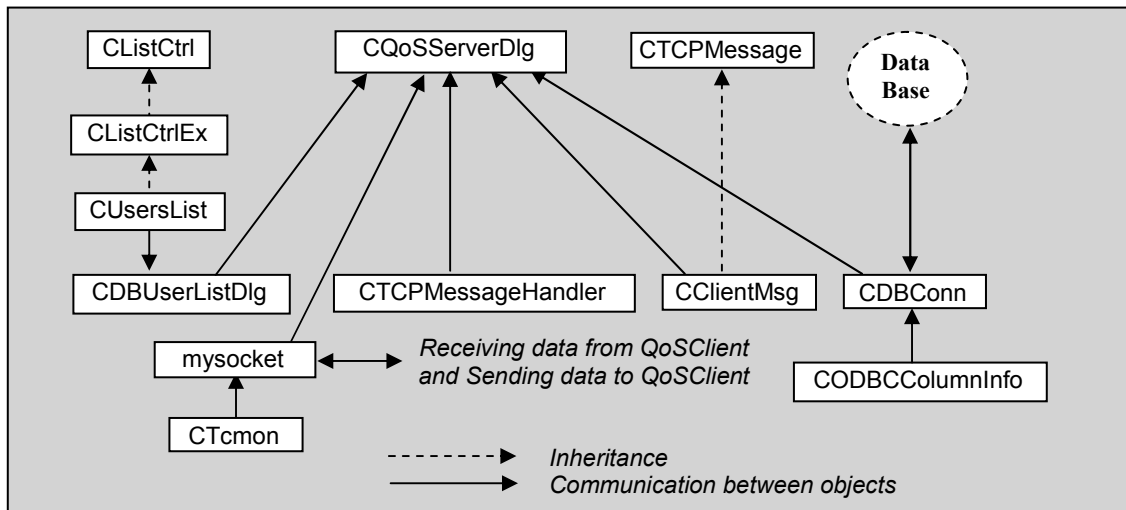 CListCtrl
CQoSServerDlg
CTCPMessage
Data
Base
CListCtrlEx
CUsersList
CDBUserListDlg
CTCPMessageHandler
CClientMsg
CDBConn
mysocket
Receiving data from QoSClient
and Sending data to QoSClient
CODBCColumnInfo
CTcmon
Inheritance
Communication between objects